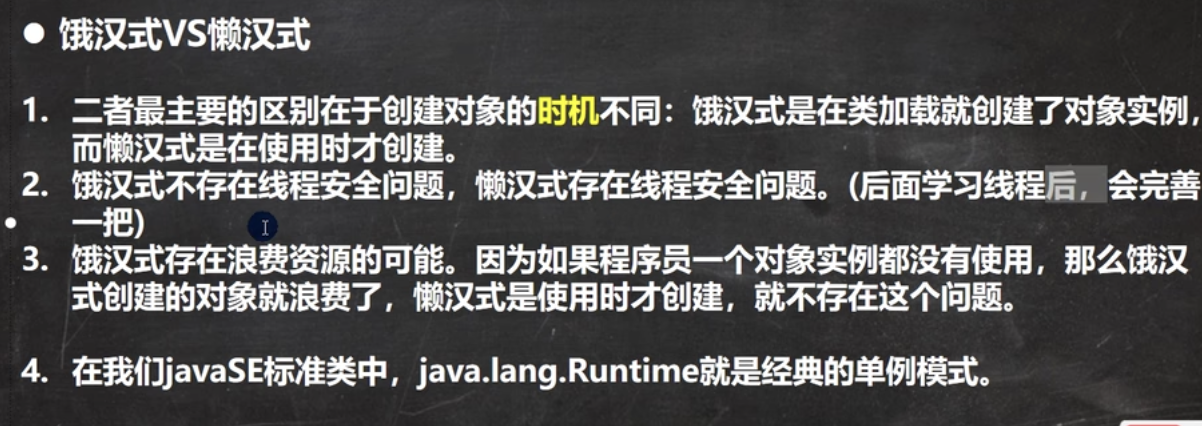 ● 饿汉式VS懒汉式
1. 二者最主要的区别在于创建对象的时机不同：饿汉式是在类加载就创建了对象实例，
而懒汉式是在使用时才创建。
2. 饿汉式不存在线程安全问题，懒汉式存在线程安全问题。(后面学习线程后，会完善
一把)
3. 饿汉式存在浪费资源的可能。因为如果程序员一个对象实例都没有使用，那么饿汉
式创建的对象就浪费了，懒汉式是使用时才创建，就不存在这个问题。
4. 在我们javaSE标准类中，java.lang.Runtime就是经典的单例模式。